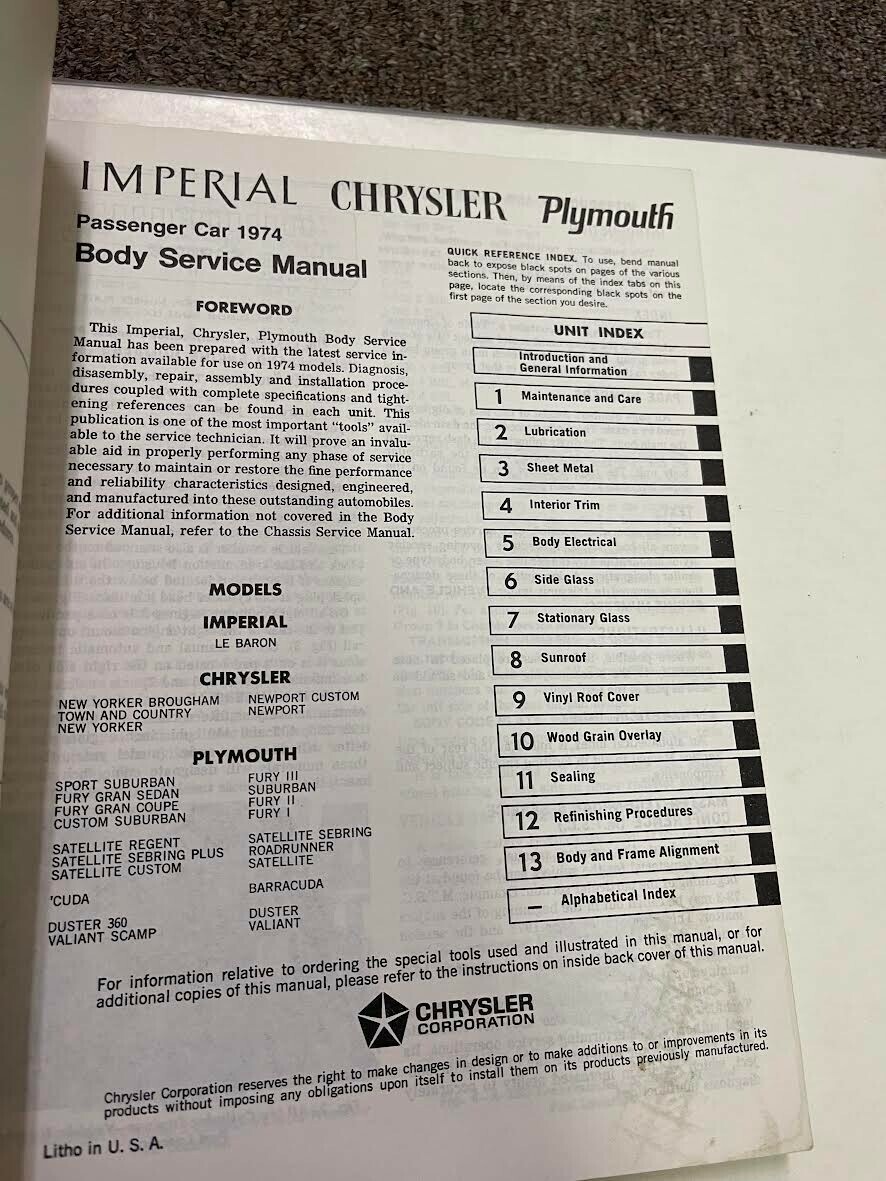 IMPERIAL CHRYSLER Plymouth
Passenger Car 1974
Body Service Manual
FOREWORD
This Imperial, Chrysler, Plymouth Body Service
Manual has been prepared with the latest service in-
formation available for use on 1974 models. Diagnosis,
disasembly, repair, assembly and installation proce-
dures coupled with complete specifications and tight-
ening references can be found in each unit. This
publication is one of the most important "tools" avail-
able to the service technician. It will prove an invalu-
able aid in properly performing any phase of service
necessary to maintain or restore the fine performance
and reliability characteristics designed, engineered,
and manufactured into these outstanding automobiles.
For additional information not covered in the Body
Service Manual, refer to the Chassis Service Manual.
MODELS
IMPERIAL
LE BARON
CHRYSLER
NEW YORKER BROUGHAM
TOWN AND COUNTRY
NEW YORKER
NEWPORT CUSTOM
NEWPORT
PLYMOUTH
SPORT SUBURBAN
FURY GRAN SEDAN
FURY GRAN COUPE
CUSTOM SUBURBAN
FURY III
SUBURBAN
FURY II
FURY I
SATELLITE REGENT
SATELLITE SEBRING PLUS
SATELLITE CUSTOM
SATELLITE SEBRING
ROADRUNNER
SATELLITE
'CUDA
BARRACUDA
DUSTER 360
VALIANT SCAMP
DUSTER
VALIANT
QUICK REFERENCE INDEX. To use, bend manual
back to expose black spots on pages of the various
sections. Then, by means of the index tabs on this
page, locate the corresponding black spots on the
first page of the section you desire.
UNIT INDEX
Introduction and
General Information
1 Maintenance and Care
2 Lubrication
3 Sheet Metal
4 Interior Trim
5 Body Electrical
6 Side Glass
7 Stationary Glass
8 Sunroof
9 Vinyl Roof Cover
10 Wood Grain Overlay
11 Sealing
12 Refinishing Procedures
13 Body and Frame Alignment
— Alphabetical Index
For information relative to ordering the special tools used and illustrated in this manual, or for
additional copies of this manual, please refer to the instructions on inside back cover of this manual.
CHRYSLER
CORPORATION
Chrysler Corporation reserves the right to make changes in design or to make additions to or improvements in its
products without imposing any obligations upon itself to install them on its products previously manufactured.
Litho in U. S. A.